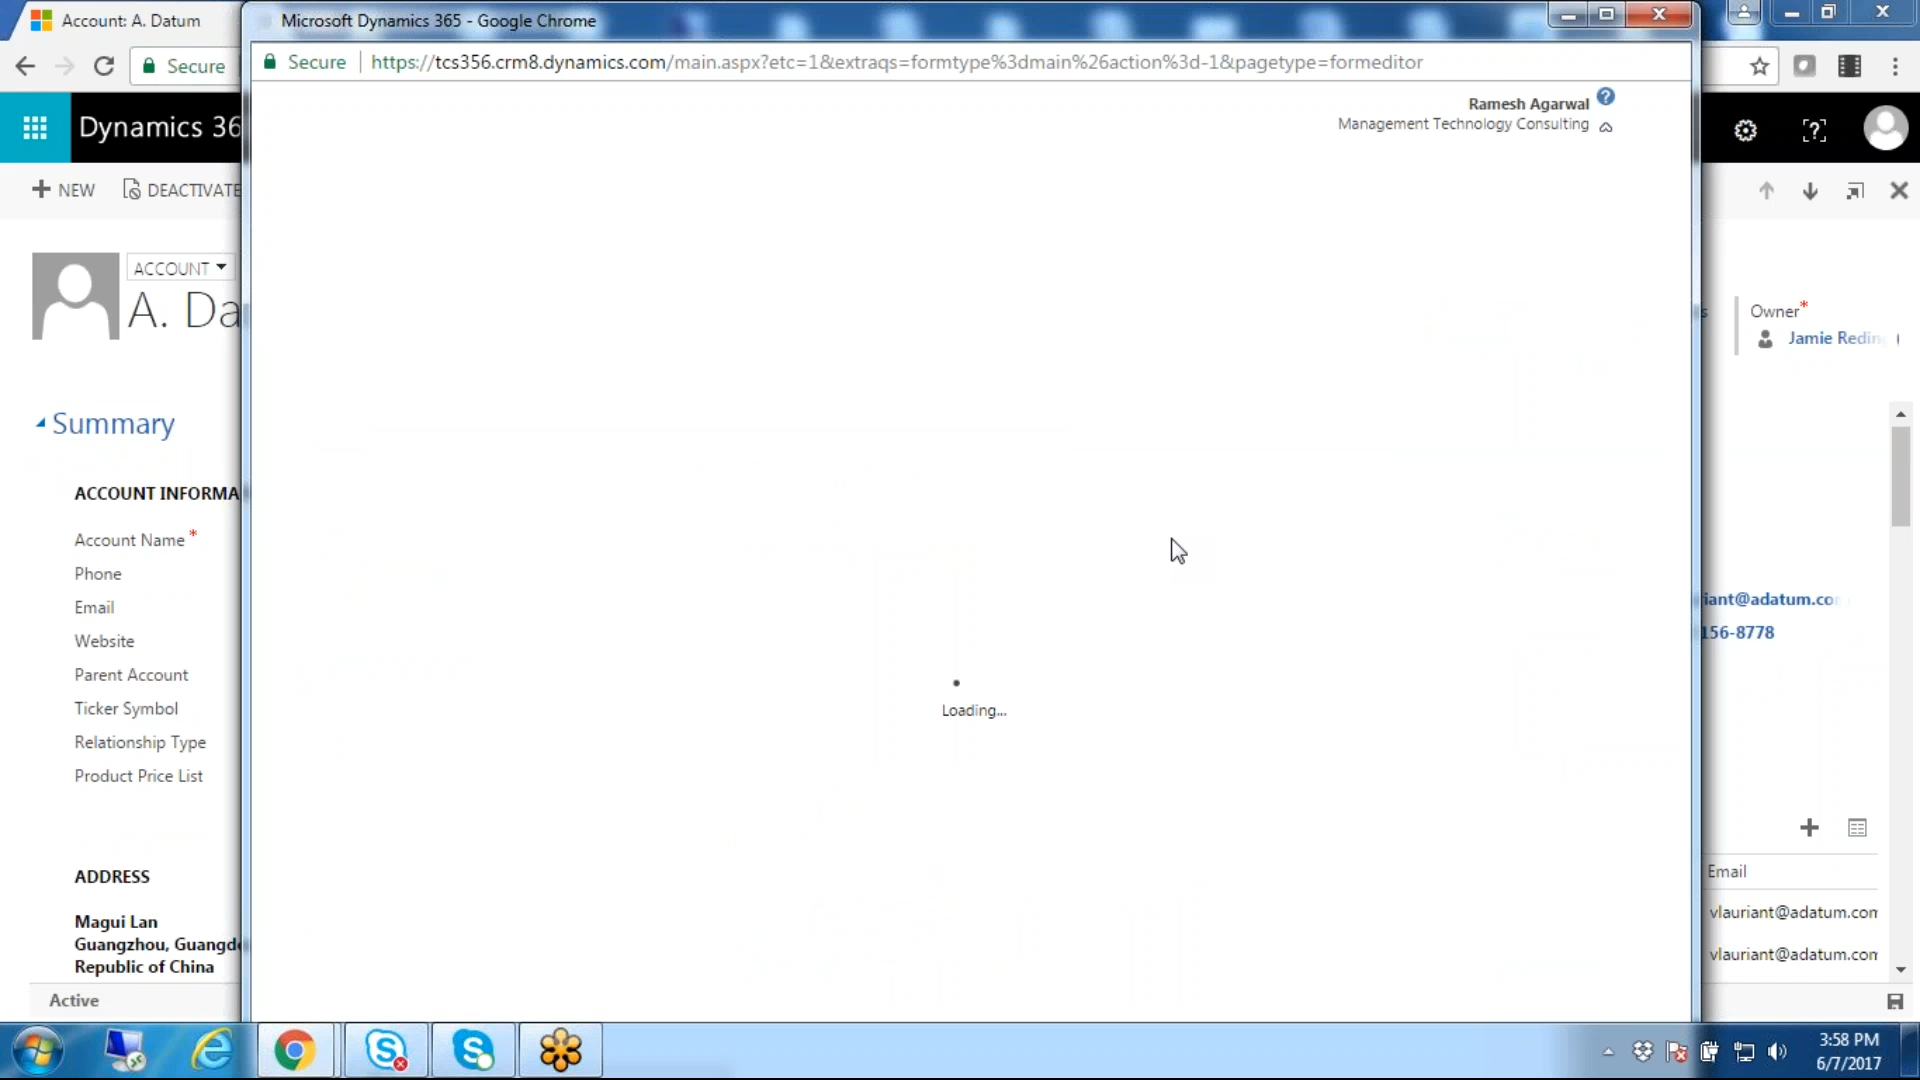 Account: A. Datum
Microsoft Dynamics 365 - Google Chrome
Secure
Secure
https://tcs356.crm8.dynamics.com/main.aspx?etc=1&extraqs=formtype%3dmain%26action%3d-1&pagetype=formeditor
Ramesh Agarwal
Management Technology Consulting
Dynamics 36
NEW
DEACTIVATE
ACCOUNT
A. Da
Owner*
Jamie Redin
Summary
ACCOUNT INFORMA
Account Name *
Phone
Email
Website
Parent Account
Ticker Symbol
Relationship Type
Product Price List
iant@adatum.co
156-8778
Loading...
ADDRESS
Magui Lan
Guangzhou, Guangd
Republic of China
Email
vlauriant@adatum.com
vlauriant@adatum.com
Active
3:58 PM
6/7/2017